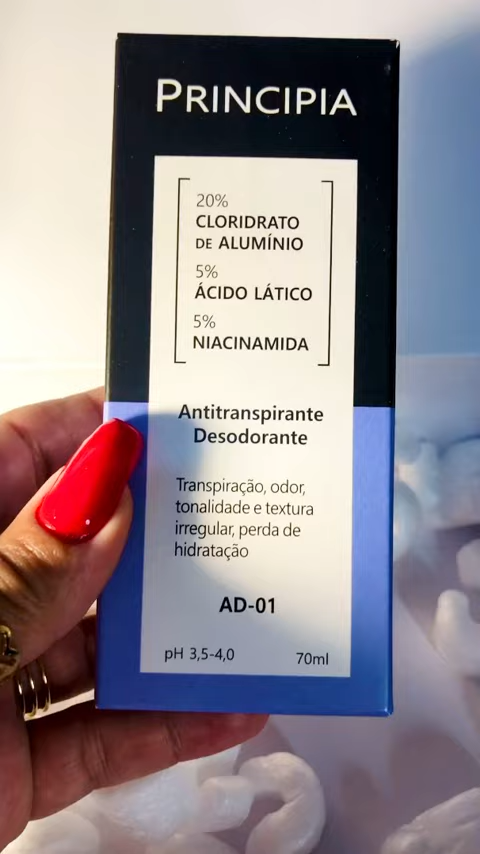 PRINCIPIA
20%
CLORIDRATO
DE ALUMÍNIO
5%
ÁCIDO LÁTICO
5%
NIACINAMIDA
Antitranspirante
Desodorante
Transpiração, odor,
tonalidade e textura
irregular, perda de
hidratação
AD-01
pH 3,5-4,0 70ml